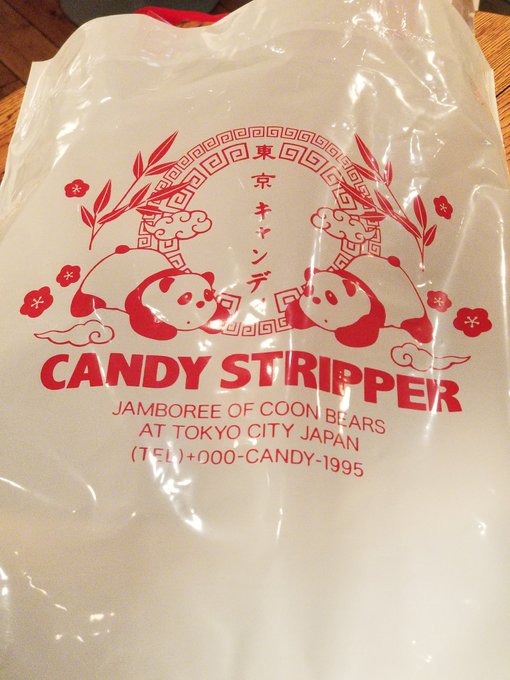 東京キャンディ
CANDY STRIPPER
JAMBOREE OF COON BEARS
AT TOKYO CITY JAPAN
(TEL)+000-CANDY-1995